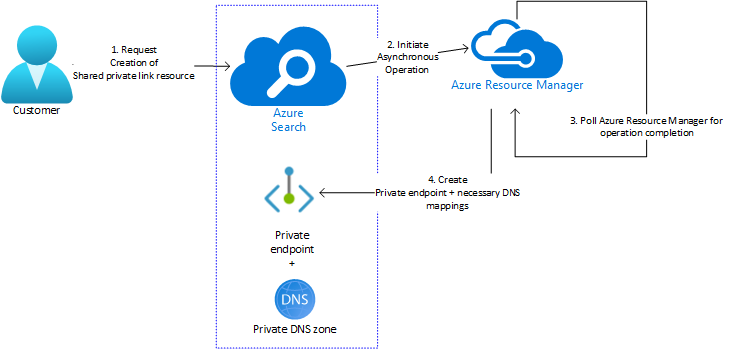 1. Request
Creation of
Shared private link resource
Customer
Azure
Search
2. Initiate
Asynchronous
Operation
Azure Resource Manager
3. Poll Azure Resource Manager for
operation completion
4. Create
Private endpoint + necessary DNS
mappings
Private
endpoint
+
DNS
Private DNS zone